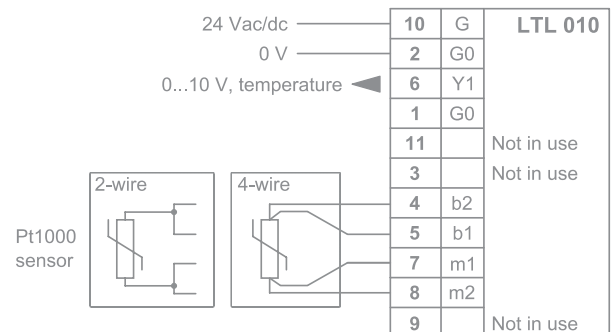 24 Vac/dc 10 G LTL 010
0 V 2 G0
0...10 V, temperature 6 Y1
1 G0
11 Not in use
3 Not in use
2-wire 4-wire
4 b2
5 b1
Pt1000
sensor
7 m1
8 m2
9 Not in use